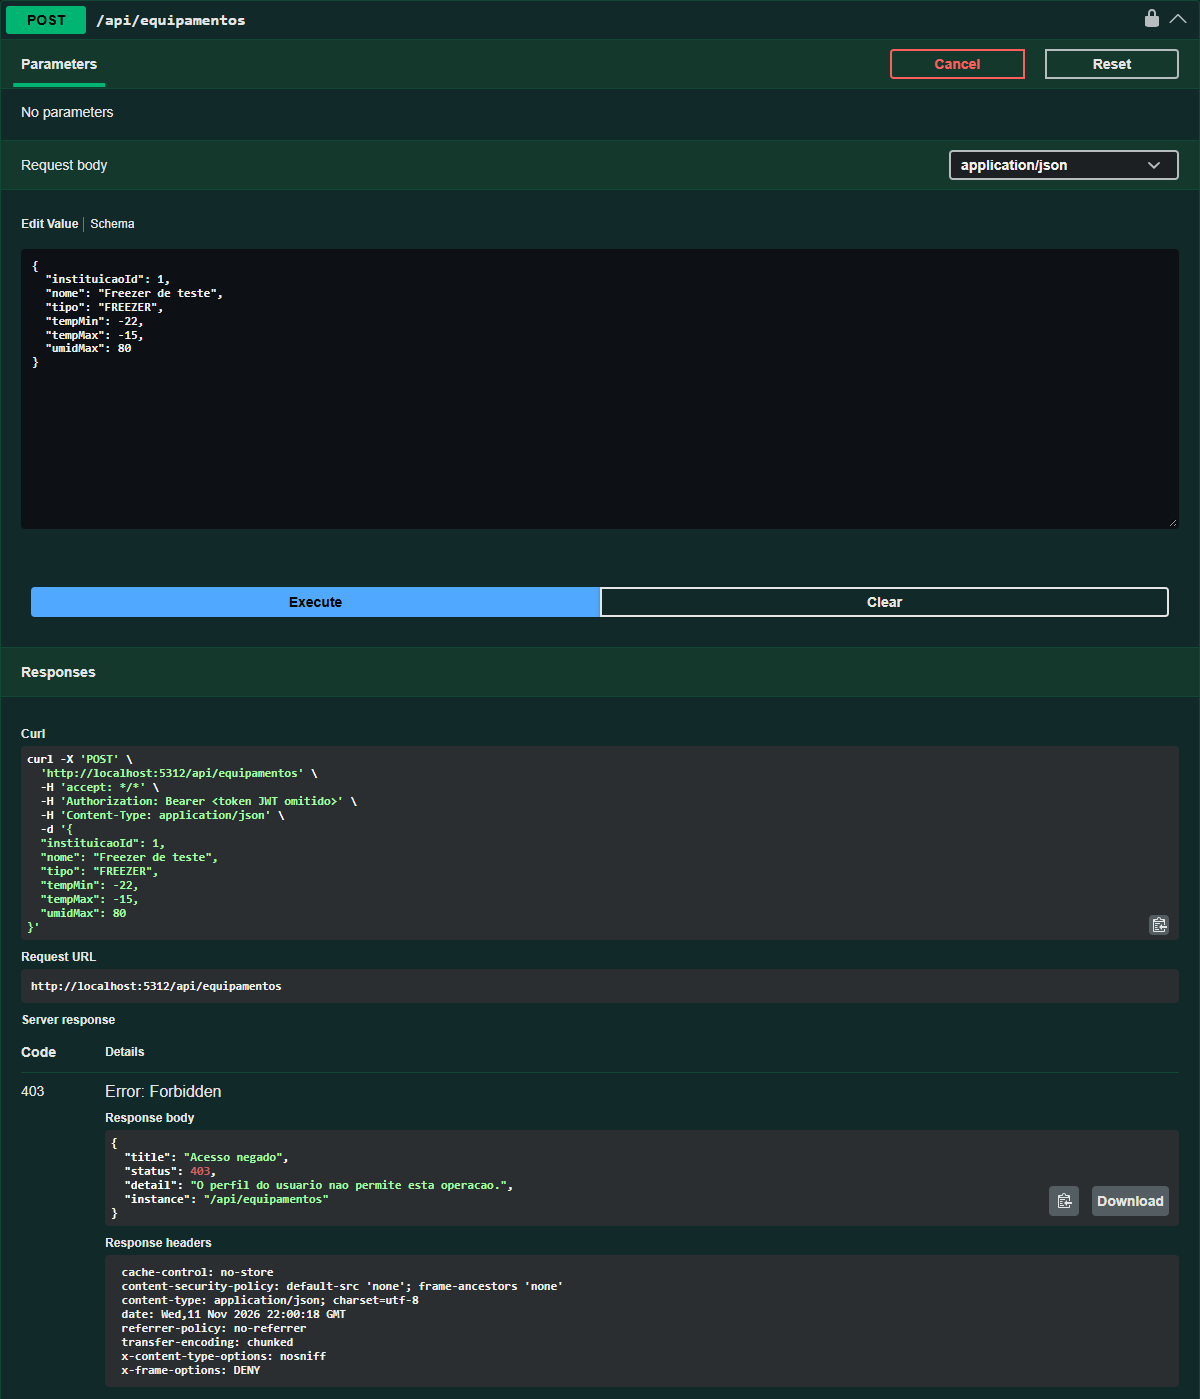 POST /api/equipamentos
Parameters
Cancel
Reset
No parameters
Request body
application/json
Edit Value | Schema
{
  "instituicaoId": 1,
  "nome": "Freezer de teste",
  "tipo": "FREEZER",
  "tempMin": -22,
  "tempMax": -15,
  "umidMax": 80
}
Execute
Clear
Responses
Curl
curl -X 'POST' \
  'http://localhost:5312/api/equipamentos' \
  -H 'accept: */*' \
  -H 'Authorization: Bearer <token JWT omitido>' \
  -H 'Content-Type: application/json' \
  -d '{
  "instituicaoId": 1,
  "nome": "Freezer de teste",
  "tipo": "FREEZER",
  "tempMin": -22,
  "tempMax": -15,
  "umidMax": 80
}'
Request URL
http://localhost:5312/api/equipamentos
Server response
Code Details
403 Error: Forbidden
Response body
{
  "title": "Acesso negado",
  "status": 403,
  "detail": "O perfil do usuario nao permite esta operacao.",
  "instance": "/api/equipamentos"
}
Download
Response headers
cache-control: no-store
content-security-policy: default-src 'none'; frame-ancestors 'none'
content-type: application/json; charset=utf-8
date: Wed,11 Nov 2026 22:00:18 GMT
referrer-policy: no-referrer
transfer-encoding: chunked
x-content-type-options: nosniff
x-frame-options: DENY